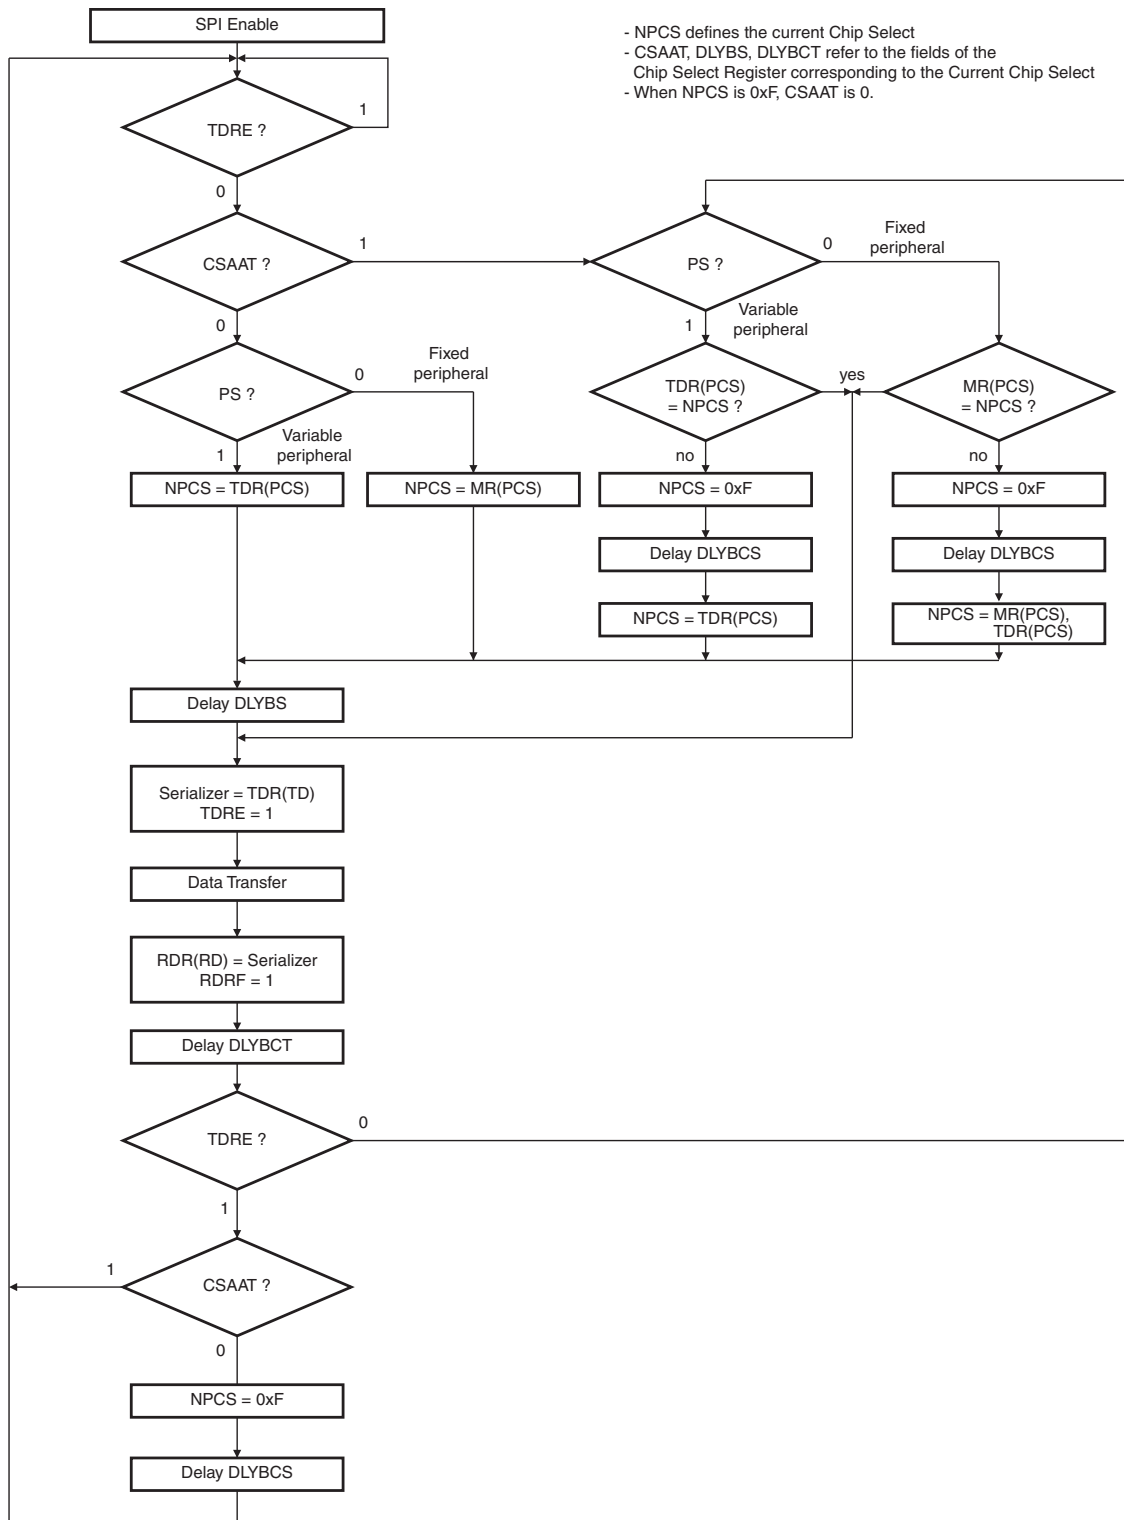 SPI Enable
- NPCS defines the current Chip Select
- CSAAT, DLYBS, DLYBCT refer to the fields of the
Chip Select Register corresponding to the Current Chip Select
- When NPCS is 0xF, CSAAT is 0.
1
TDRE ?
0
1
CSAAT ?
0
PS ?
0
Fixed
peripheral
1
Variable
peripheral
NPCS = TDR(PCS)
NPCS = MR(PCS)
PS ?
0
Fixed
peripheral
1
Variable
peripheral
TDR(PCS)
= NPCS ?
yes
MR(PCS)
= NPCS ?
no
NPCS = 0xF
Delay DLYBCS
NPCS = TDR(PCS)
no
NPCS = 0xF
Delay DLYBCS
NPCS = MR(PCS),
TDR(PCS)
Delay DLYBS
Serializer = TDR(TD)
TDRE = 1
Data Transfer
RDR(RD) = Serializer
RDRF = 1
Delay DLYBCT
TDRE ?
0
1
CSAAT ?
1
0
NPCS = 0xF
Delay DLYBCS